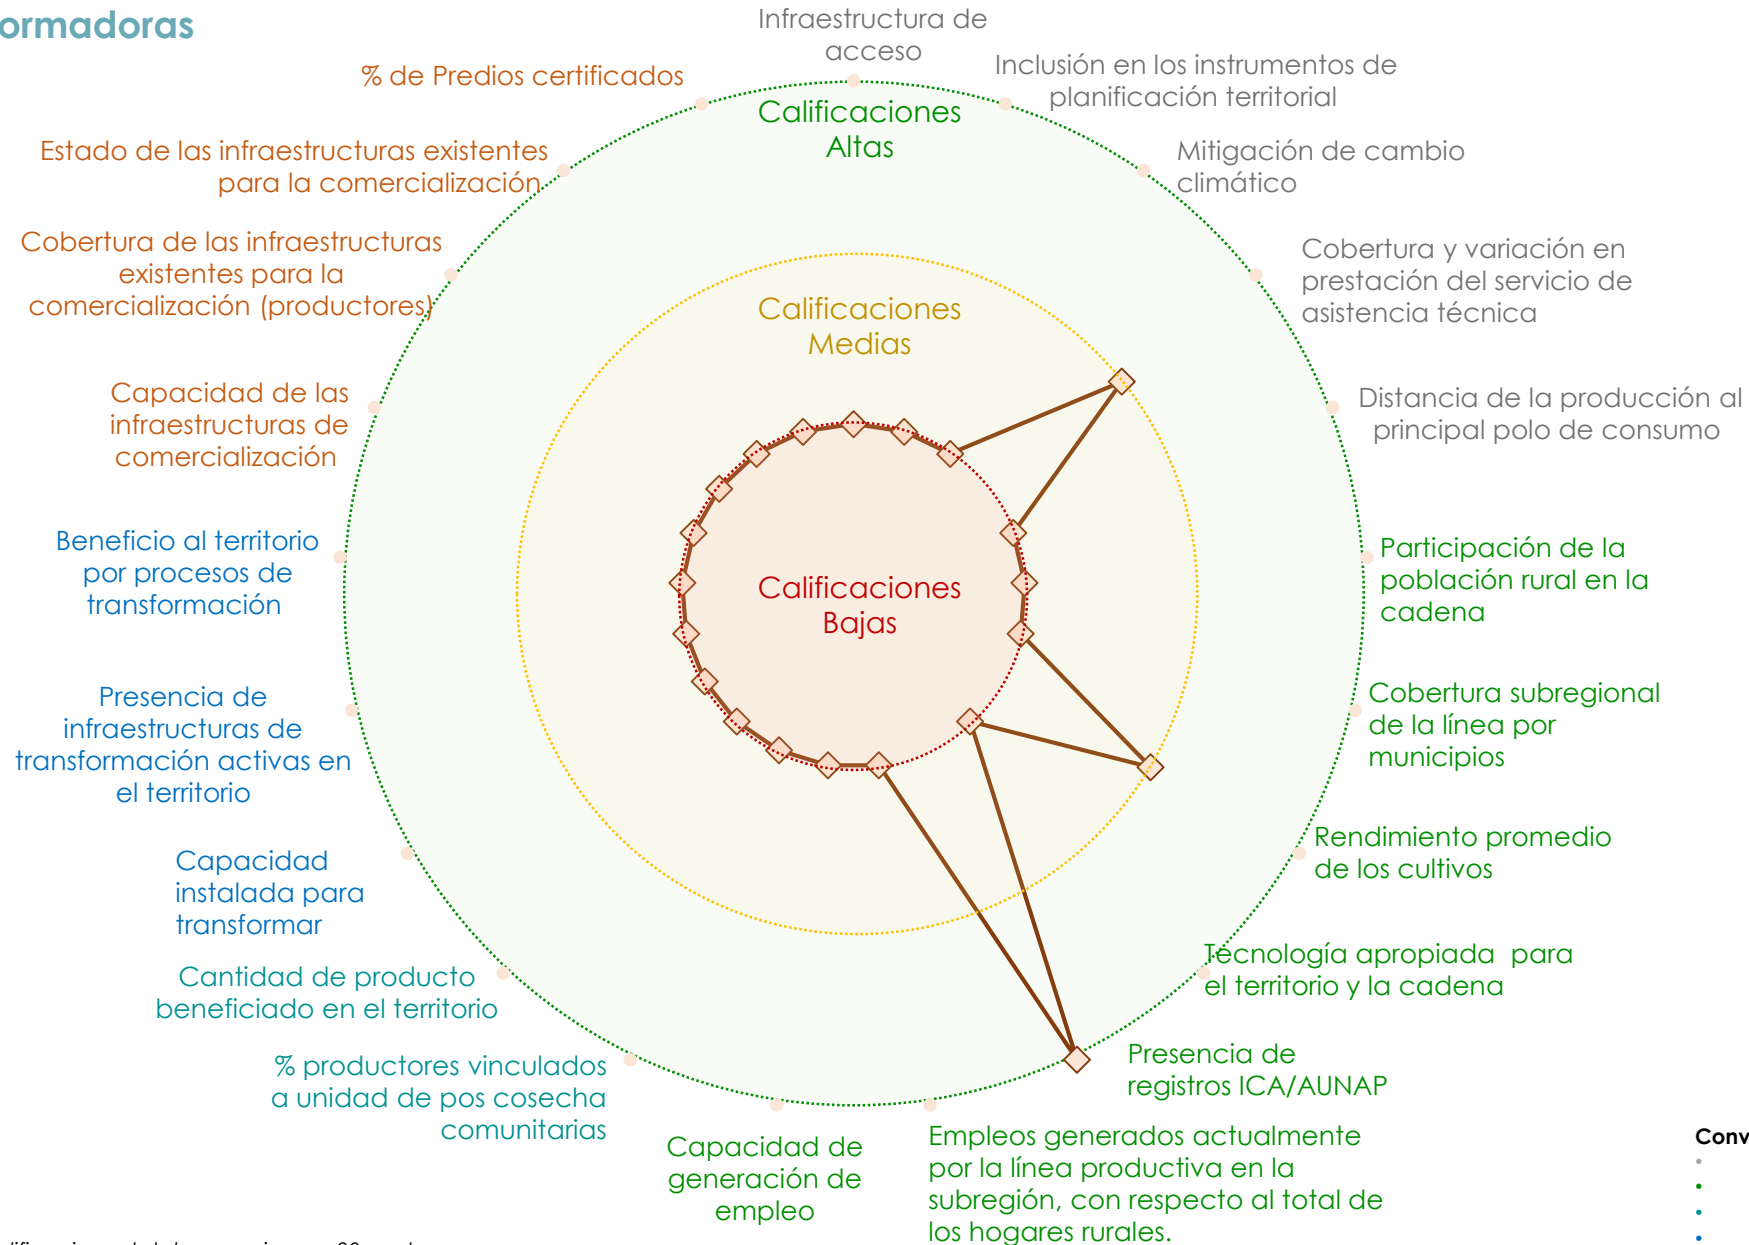 ormadoras
Infraestructura de
acceso
Inclusión en los instrumentos de
planificación territorial
Mitigación de cambio
climático
Cobertura y variación en
prestación del servicio de
asistencia técnica
Distancia de la producción al
principal polo de consumo
Participación de la
población rural en la
cadena
Cobertura subregional
de la línea por
municipios
Rendimiento promedio
de los cultivos
Tecnología apropiada  para
el territorio y la cadena
Presencia de
registros ICA/AUNAP
Empleos generados actualmente
por la línea productiva en la
subregión, con respecto al total de
los hogares rurales.
Capacidad de
generación de
empleo
% productores vinculados
a unidad de pos cosecha
comunitarias
Cantidad de producto
beneficiado en el territorio
Capacidad
instalada para
transformar
Presencia de
infraestructuras de
transformación activas en
el territorio
Beneficio al territorio
por procesos de
transformación
Capacidad de las
infraestructuras de
comercialización
Cobertura de las infraestructuras
existentes para la
comercialización (productores)
Estado de las infraestructuras existentes
para la comercialización
% de Predios certificados
Calificaciones
Altas
Calificaciones
Medias
Calificaciones
Bajas
Conv